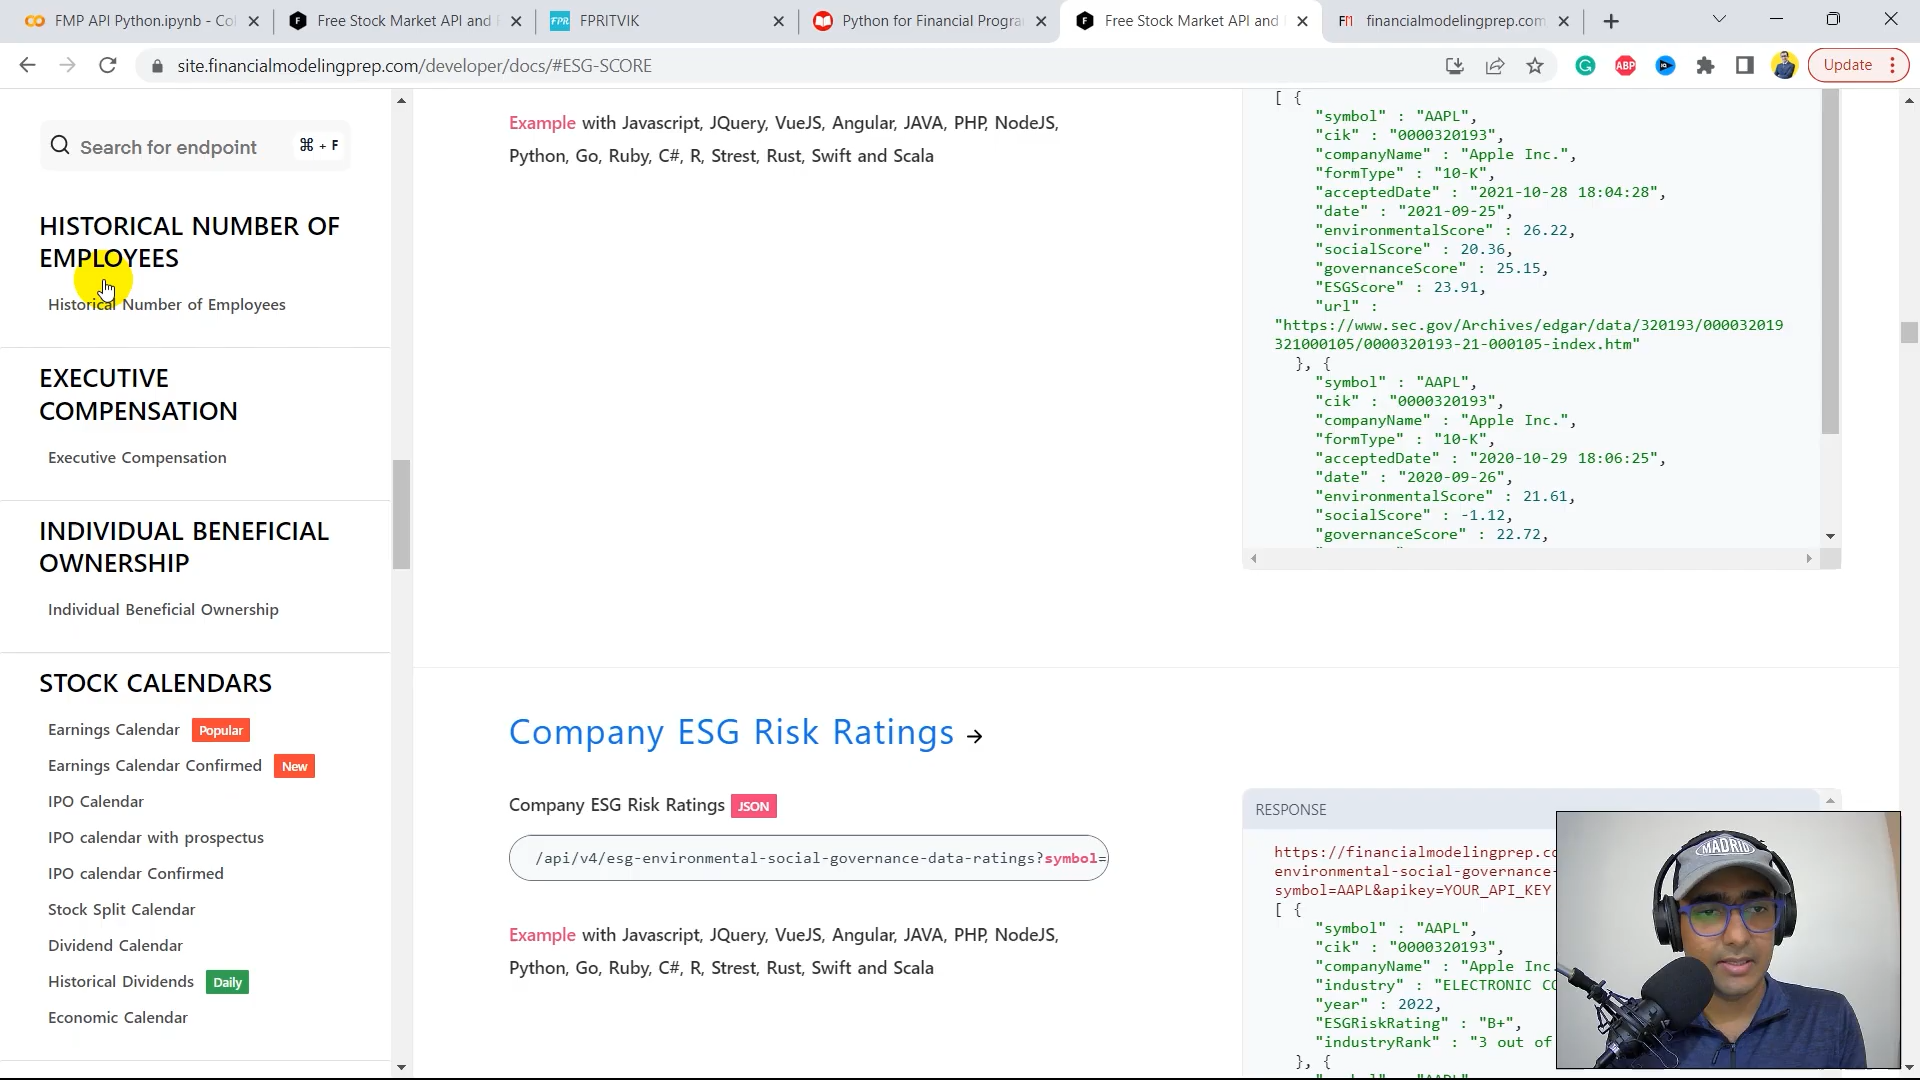 FMP API Python.ipynb - Co
Free Stock Market API and F
FPRITVIK
Python for Financial Progra
Free Stock Market API and
financialmodelingprep.com
site.financialmodelingprep.com/developer/docs/#ESG-SCORE
ABP
Update
Search for endpoint
⌘ + F
HISTORICAL NUMBER OF
EMPLOYEES
Historical Number of Employees
EXECUTIVE
COMPENSATION
Executive Compensation
INDIVIDUAL BENEFICIAL
OWNERSHIP
Individual Beneficial Ownership
STOCK CALENDARS
Earnings Calendar Popular
Earnings Calendar Confirmed New
IPO Calendar
IPO calendar with prospectus
IPO calendar Confirmed
Stock Split Calendar
Dividend Calendar
Historical Dividends Daily
Economic Calendar
Example with Javascript, JQuery, VueJS, Angular, JAVA, PHP, NodeJS,
Python, Go, Ruby, C#, R, Strest, Rust, Swift and Scala
[ {
"symbol" : "AAPL",
"cik" : "0000320193",
"companyName" : "Apple Inc.",
"formType" : "10-K",
"acceptedDate" : "2021-10-28 18:04:28",
"date" : "2021-09-25",
"environmentalScore" : 26.22,
"socialScore" : 20.36,
"governanceScore" : 25.15,
"ESGScore" : 23.91,
"url" :
"https://www.sec.gov/Archives/edgar/data/320193/000032019
321000105/0000320193-21-000105-index.htm"
}, {
"symbol" : "AAPL",
"cik" : "0000320193",
"companyName" : "Apple Inc.",
"formType" : "10-K",
"acceptedDate" : "2020-10-29 18:06:25",
"date" : "2020-09-26",
"environmentalScore" : 21.61,
"socialScore" : -1.12,
"governanceScore" : 22.72,
Company ESG Risk Ratings →
Company ESG Risk Ratings JSON
/api/v4/esg-environmental-social-governance-data-ratings?symbol=
Example with Javascript, JQuery, VueJS, Angular, JAVA, PHP, NodeJS,
Python, Go, Ruby, C#, R, Strest, Rust, Swift and Scala
RESPONSE
https://financialmodelingprep.co
environmental-social-governance-
symbol=AAPL&apikey=YOUR_API_KEY
[ {
"symbol" : "AAPL",
"cik" : "0000320193",
"companyName" : "Apple Inc.
"industry" : "ELECTRONIC CO
"year" : 2022,
"ESGRiskRating" : "B+",
"industryRank" : "3 out of
}, {
MADRID